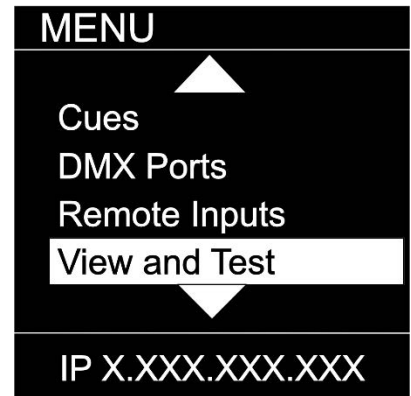 MENU
Cues
DMX Ports
Remote Inputs
View and Test
IP X.XXX.XXX.XXX